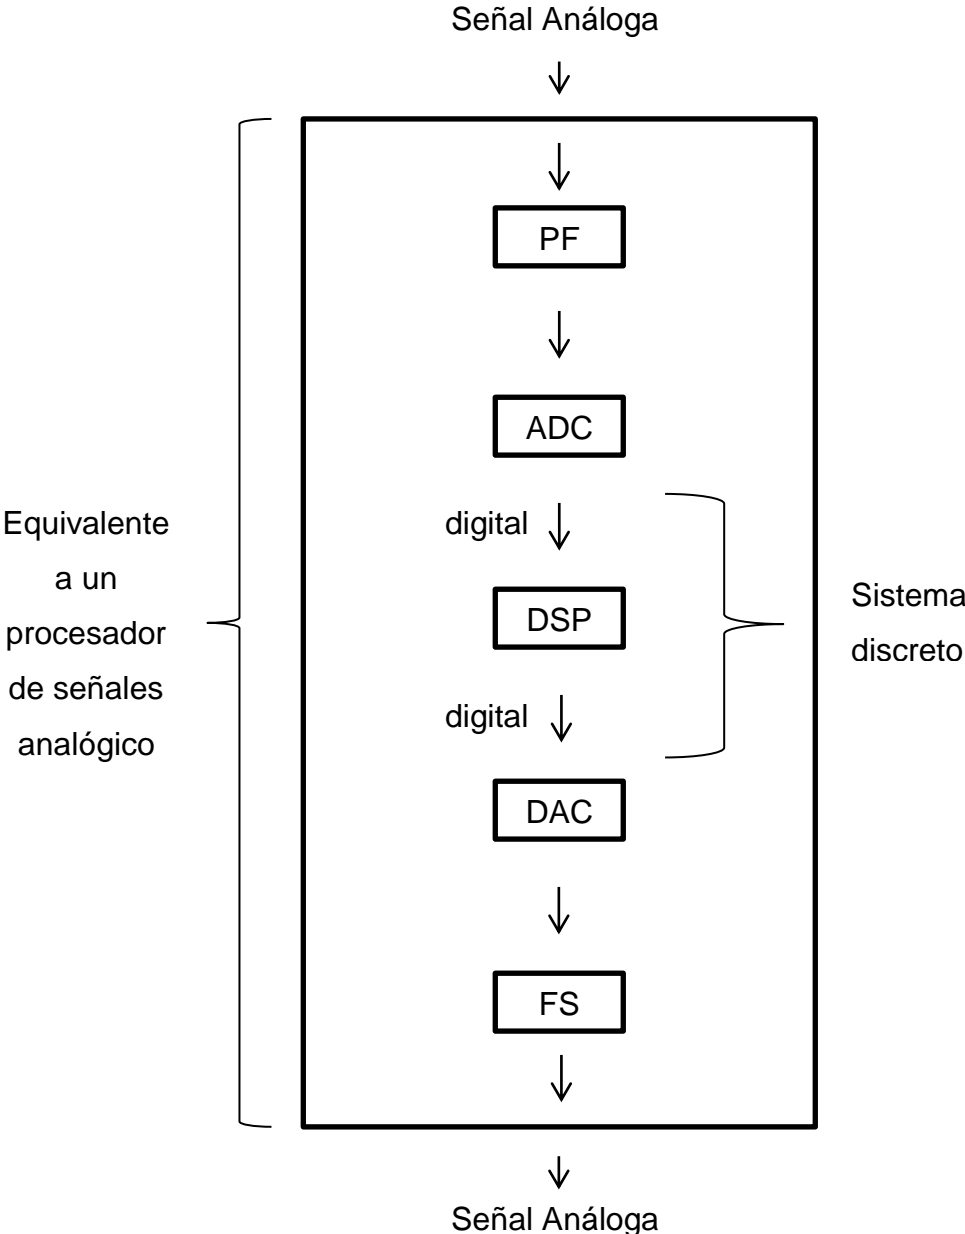 Señal Análoga
PF
ADC
digital
DSP
digital
DAC
FS
Señal Análoga
Equivalente
a un
procesador
de señales
analógico
Sistema
discreto